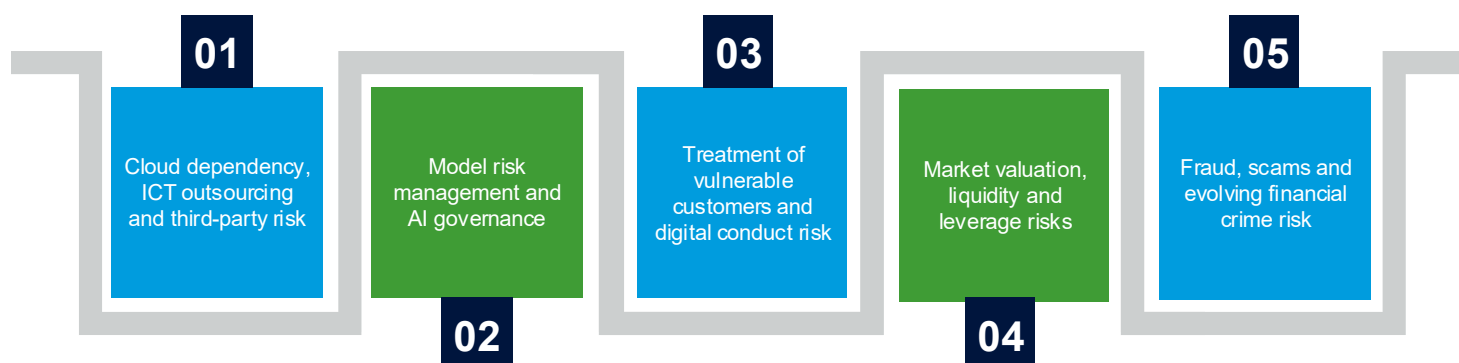 01
Cloud dependency,
ICT outsourcing
and third-party risk
02
Model risk
management and
AI governance
03
Treatment of
vulnerable
customers and
digital conduct risk
04
Market valuation,
liquidity and
leverage risks
05
Fraud, scams and
evolving financial
crime risk